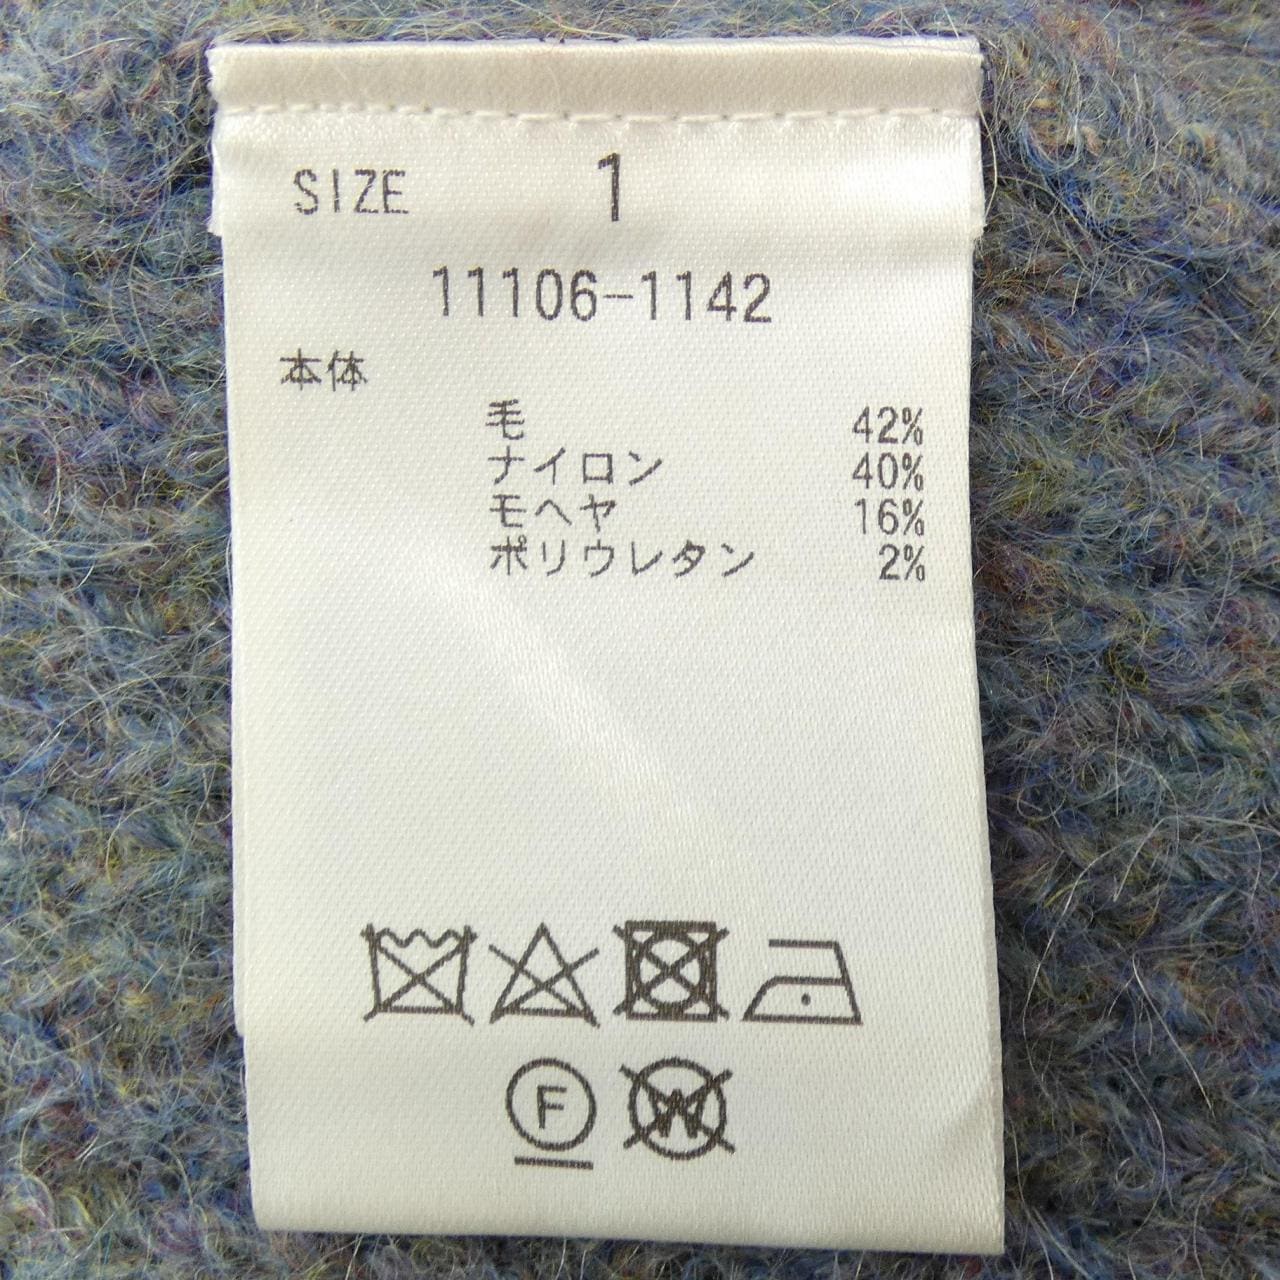 SIZE 1
11106-1142
本体
毛 42%
ナイロン 40%
モヘヤ 16%
ポリウレタン 2%
F
W